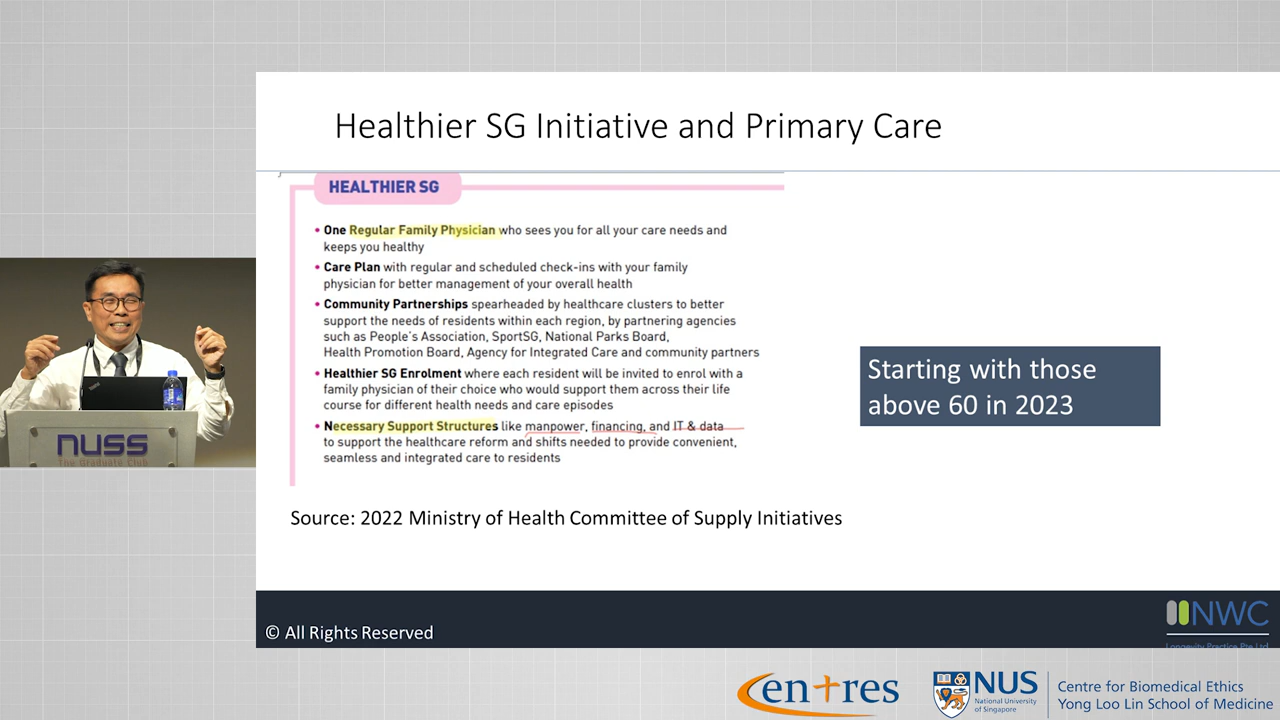 Healthier SG Initiative and Primary Care
HEALTHIER SG
• One Regular Family Physician who sees you for all your care needs and
keeps you healthy
• Care Plan with regular and scheduled check-ins with your family
physician for better management of your overall health
• Community Partnerships spearheaded by healthcare clusters to better
support the needs of residents within each region, by partnering agencies
such as People's Association, SportSG, National Parks Board,
Health Promotion Board, Agency for Integrated Care and community partners
• Healthier SG Enrolment where each resident will be invited to enrol with a
family physician of their choice who would support them across their life
course for different health needs and care episodes
• Necessary Support Structures like manpower, financing, and IT & data
to support the healthcare reform and shifts needed to provide convenient,
seamless and integrated care to residents
Starting with those
above 60 in 2023
Source: 2022 Ministry of Health Committee of Supply Initiatives
nuss
The Graduate Club
© All Rights Reserved
NWC
Longevity Practice Pte Ltd
centres
NUS
National University
of Singapore
Centre for Biomedical Ethics
Yong Loo Lin School of Medicine